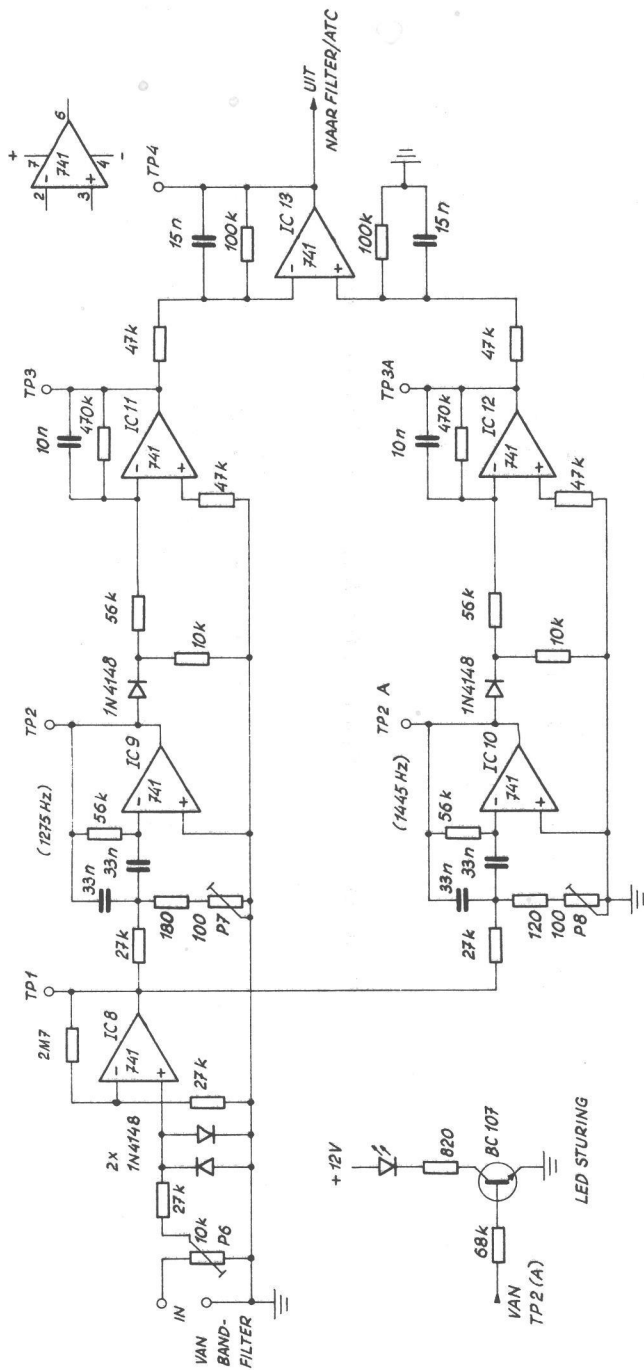 IN
VAN
BAND-
FILTER
10k
P6
27k
2x
1N4148
27k
2M7
IC 8
741
-
+
TP1
27k
33n
33n
56k
180
100
P7
(1275 Hz)
IC 9
741
-
+
TP2
1N4148
10k
56k
10n
470k
IC 11
741
-
+
47k
TP3
47k
15n
100k
IC 13
741
-
+
TP4
UIT
NAAR FILTER/ATC
100k
15n
+
7
2
-
741
6
3
+
4
-
27k
33n
33n
56k
120
100
P8
(1445 Hz)
IC 10
741
-
+
TP2 A
1N4148
10k
56k
10n
470k
IC 12
741
-
+
47k
TP3A
47k
+12V
820
BC 107
68k
VAN
TP2 (A)
LED STURING